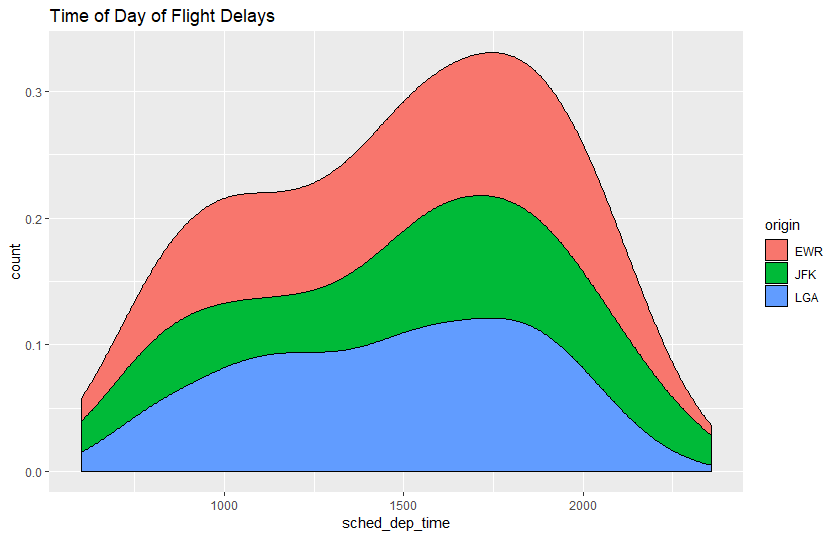 Time of Day of Flight Delays
count
0.3
0.2
0.1
0.0
1000 1500 2000
sched_dep_time
origin
EWR
JFK
LGA